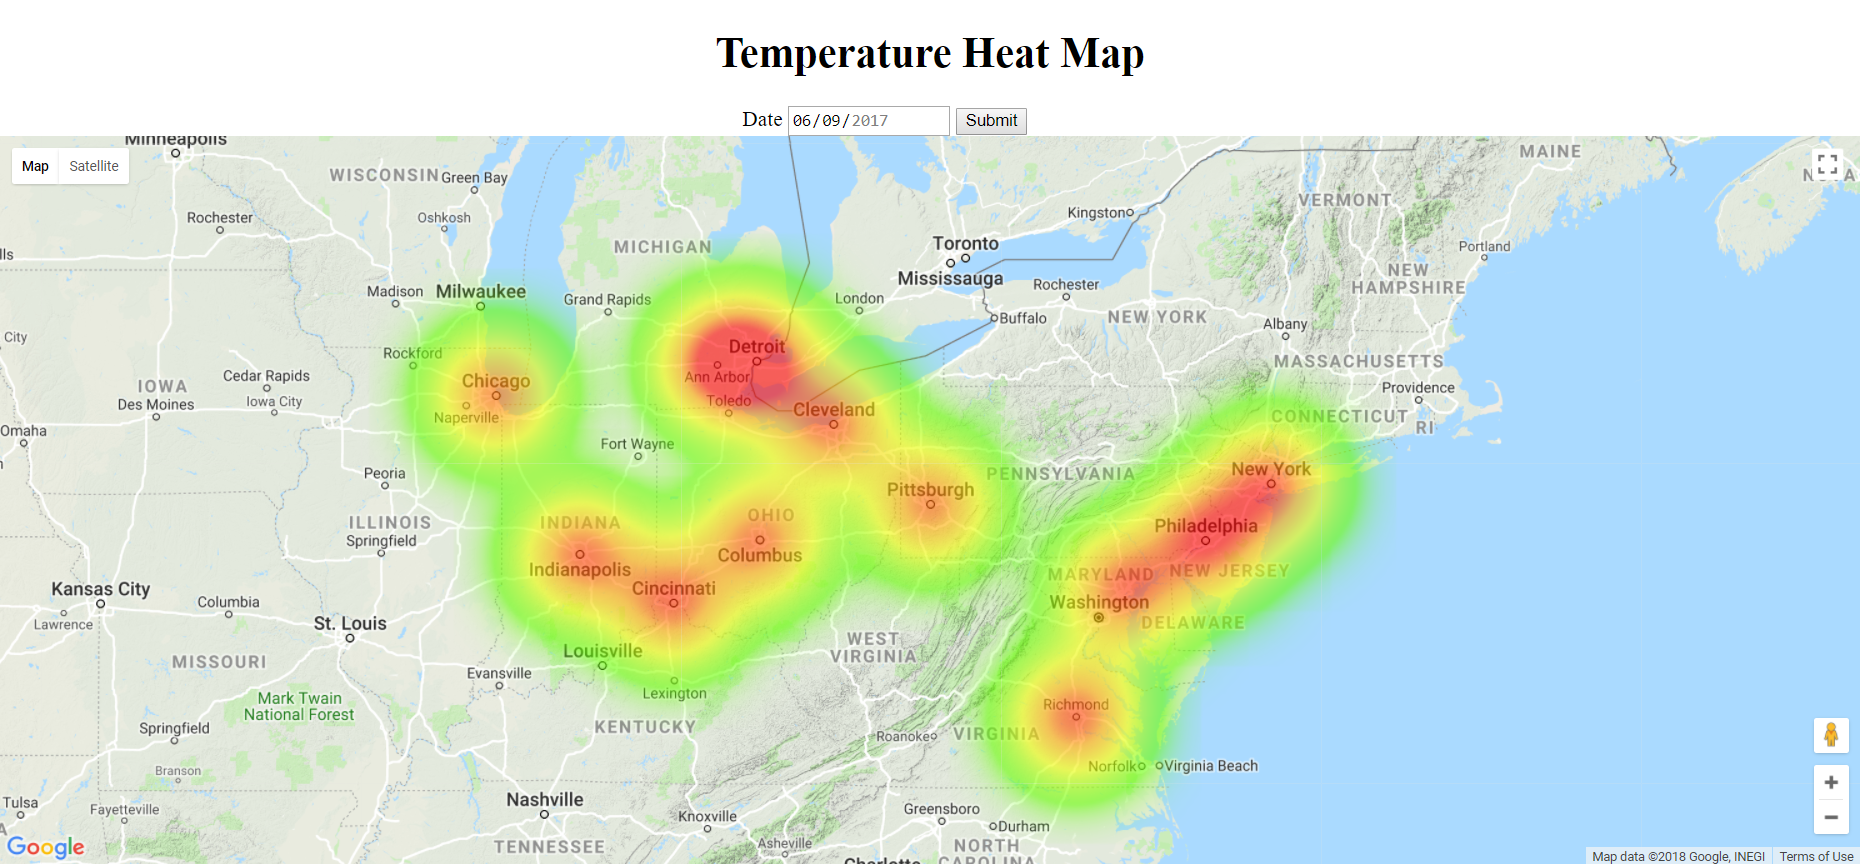 Temperature Heat Map
Date 06/09/2017 Submit
Minneapolis
Map Satellite
MAINE
WISCONSIN Green Bay
VERMONT
Rochester
Oshkosh
Kingston
Portland
MICHIGAN
Toronto
lls
NEW
HAMPSHIRE
Mississauga
Rochester
Madison Milwaukee
Grand Rapids
London
Buffalo
NEW YORK
Albany
City
Detroit
Rockford
MASSACHUSETTS
Cedar Rapids
Chicago
Ann Arbor
IOWA
Providence
Des Moines
Iowa City
Naperville
Toledo
Cleveland
CONNECTICUT
RI
Omaha
Fort Wayne
Peoria
PENNSYLVANIA
New York
Pittsburgh
ILLINOIS
INDIANA
OHIO
Philadelphia
Springfield
Columbus
Indianapolis
MARYLAND
NEW JERSEY
Kansas City
Cincinnati
Columbia
Washington
Lawrence
St. Louis
DELAWARE
WEST
VIRGINIA
Louisville
MISSOURI
Evansville
Lexington
Mark Twain
National Forest
Richmond
Springfield
KENTUCKY
Roanoke
VIRGINIA
Branson
Norfolk
Virginia Beach
Tulsa
Nashville
Fayetteville
Knoxville
Greensboro
Durham
Google
TENNESSEE
Asheville
NORTH
CAROLINA
Charlotte
Map data ©2018 Google, INEGI Terms of Use